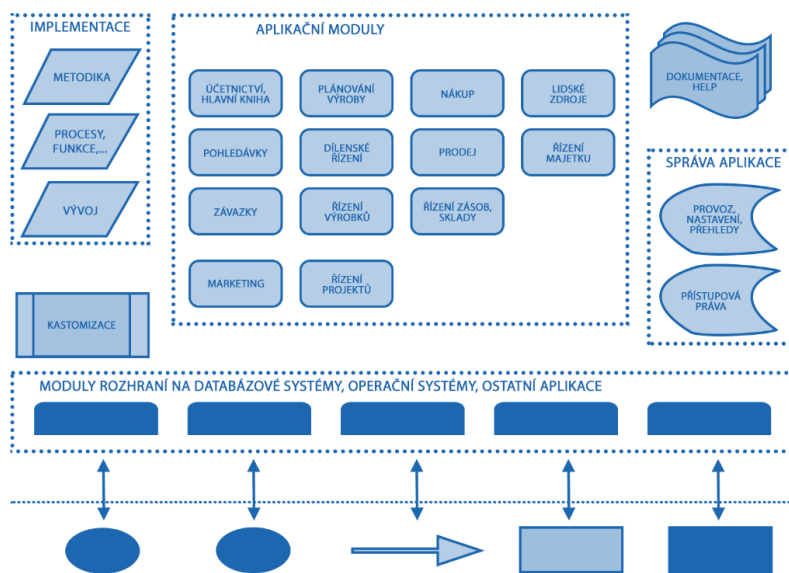 IMPLEMENTACE
METODIKA
PROCESY,
FUNKCE,...
VÝVOJ
KASTOMIZACE
APLIKAČNÍ MODULY
ÚČETNICTVÍ,
HLAVNÍ KNIHA
PLÁNOVÁNÍ
VÝROBY
NÁKUP
LIDSKÉ
ZDROJE
POHLEDÁVKY
DÍLENSKÉ
ŘÍZENÍ
PRODEJ
ŘÍZENÍ
MAJETKU
ZÁVAZKY
ŘÍZENÍ
VÝROBKŮ
ŘÍZENÍ ZÁSOB,
SKLADY
MARKETING
ŘÍZENÍ
PROJEKTŮ
DOKUMENTACE,
HELP
SPRÁVA APLIKACE
PROVOZ,
NASTAVENÍ,
PŘEHLEDY
PŘÍSTUPOVÁ
PRÁVA
MODULY ROZHRANÍ NA DATABÁZOVÉ SYSTÉMY, OPERAČNÍ SYSTÉMY, OSTATNÍ APLIKACE